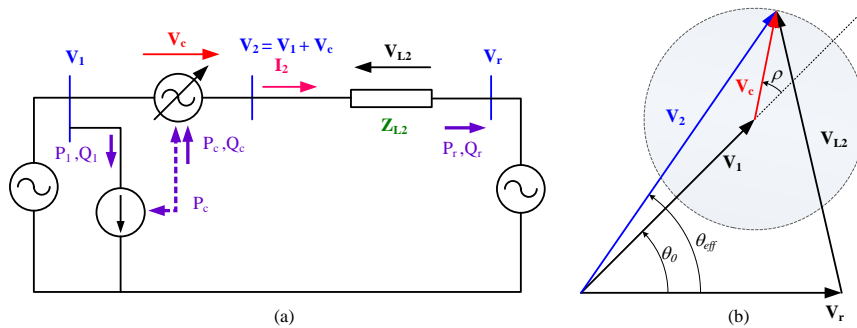 V_c
V_2 = V_1 + V_c
V_L2
V_r
V_1
I_2
Z_L2
P_1 ,Q_1
P_c ,Q_c
P_r ,Q_r
P_c
(a)
ρ
V_c
V_2
V_1
V_L2
θ_0
θ_eff
V_r
(b)